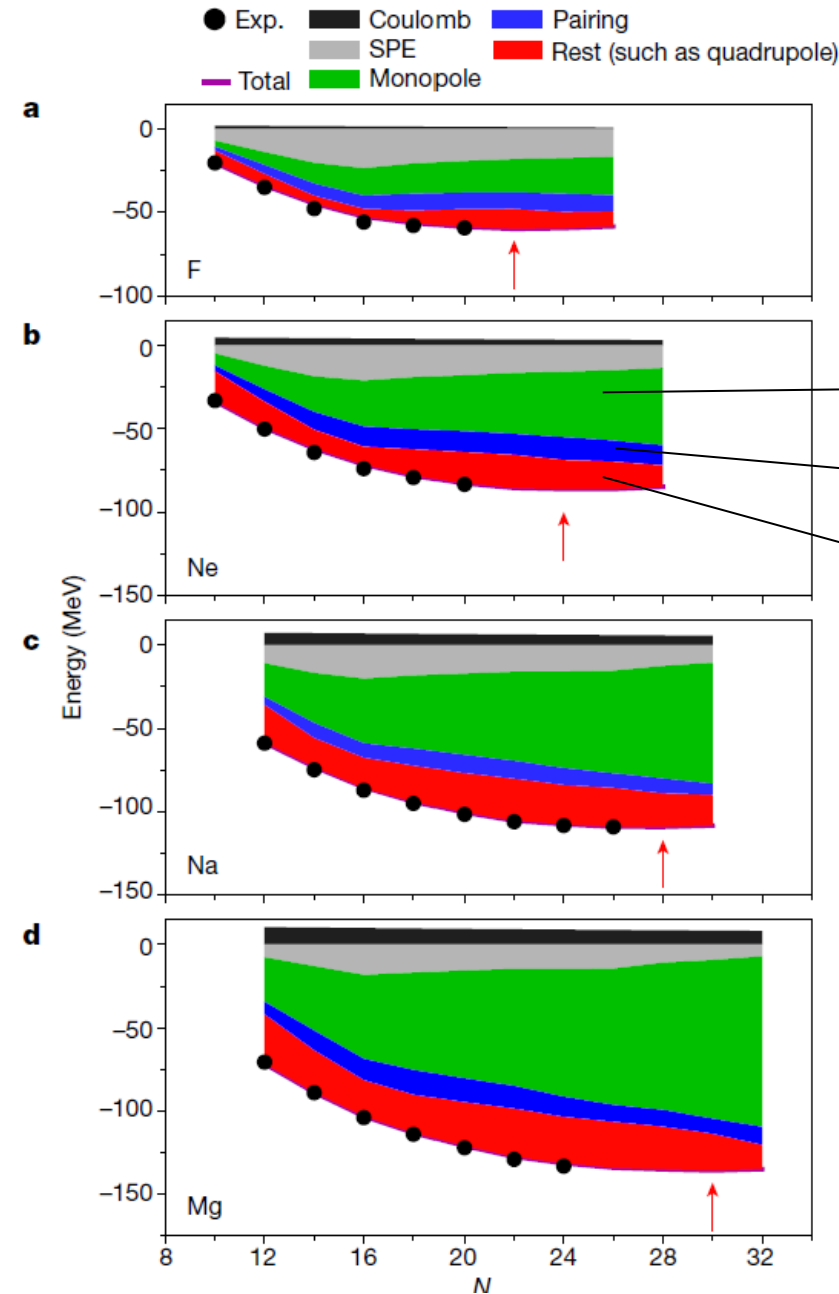 Exp. Coulomb Pairing
SPE Rest (such as quadrupole)
Total Monopole
a
0
−50
−100
F
b
0
−50
−100
−150
Ne
Energy (MeV)
c
0
−50
−100
−150
Na
d
0
−50
−100
−150
Mg
8 12 16 20 24 28 32
N